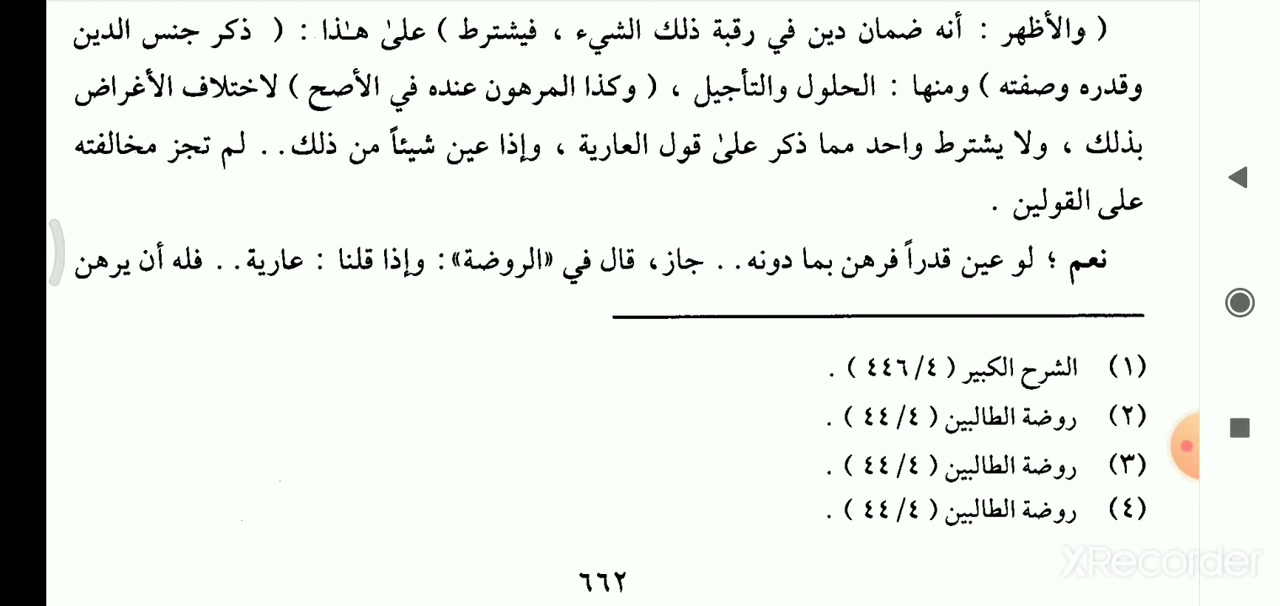 ( والأظهر : أنه ضمان دين في رقبة ذلك الشيء ، فيشترط ) علىٰ هـٰذا : ( ذكر جنس الدين
وقدره وصفته ) ومنها : الحلول والتأجيل ، ( وكذا المرهون عنده في الأصح ) لاختلاف الأغراض
بذلك ، ولا يشترط واحد مما ذكر علىٰ قول العارية ، وإذا عين شيئاً من ذلك . . لم تجز مخالفته
على القولين .
نعم ؛ لو عين قدراً فرهن بما دونه . . جاز ، قال في «الروضة» : وإذا قلنا : عارية . . فله أن يرهن
(١) الشرح الكبير ( ٤/ ٤٤٦ ) .
(٢) روضة الطالبين ( ٤/ ٤٤ ) .
(٣) روضة الطالبين ( ٤/ ٤٤ ) .
(٤) روضة الطالبين ( ٤/ ٤٤ ) .
٦٦٢
XRecorder